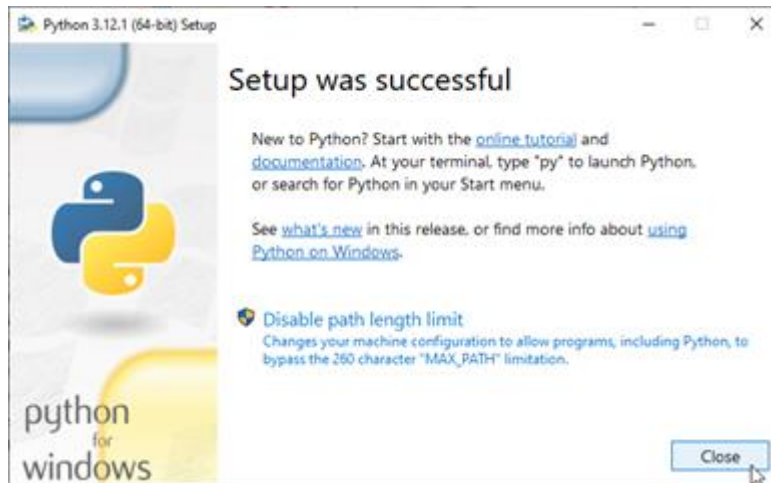 Python 3.12.1 (64-bit) Setup
Setup was successful
New to Python? Start with the online tutorial and
documentation. At your terminal, type "py" to launch Python,
or search for Python in your Start menu.
See what's new in this release, or find more info about using
Python on Windows.
Disable path length limit
Changes your machine configuration to allow programs, including Python, to
bypass the 260 character "MAX_PATH" limitation.
python
for
windows
Close